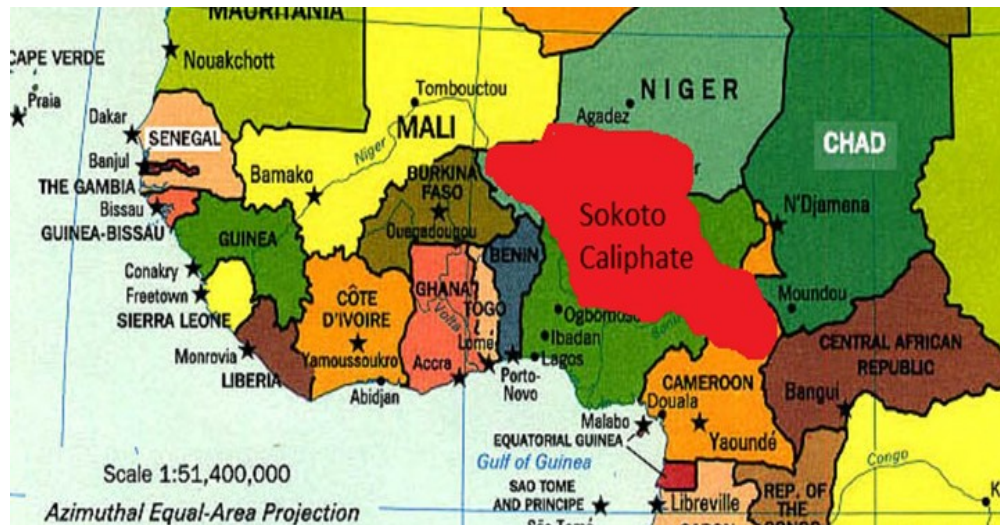 MAURITANIA
CAPE VERDE
Nouakchott
Praia
Tombouctou
NIGER
Agadez
Dakar
SENEGAL
MALI
CHAD
Niger
Banjul
THE GAMBIA
Bamako
BURKINA
FASO
N'Djamena
Bissau
GUINEA-BISSAU
Ouagadougou
Sokoto
Caliphate
GUINEA
BENIN
Conakry
Freetown
SIERRA LEONE
CÔTE
D'IVOIRE
GHANA
TOGO
Volta
Moundou
Ogbomoso
Ibadan
Lagos
Monrovia
LIBERIA
Yamoussoukro
Accra
Lomé
Porto-
Novo
Abidjan
CENTRAL AFRICAN
REPUBLIC
CAMEROON
Bangui
Douala
Malabo
Yaoundé
EQUATORIAL GUINEA
Gulf of Guinea
Congo
Scale 1:51,400,000
SAO TOME
AND PRINCIPE
Libreville
REP. OF
THE
Azimuthal Equal-Area Projection